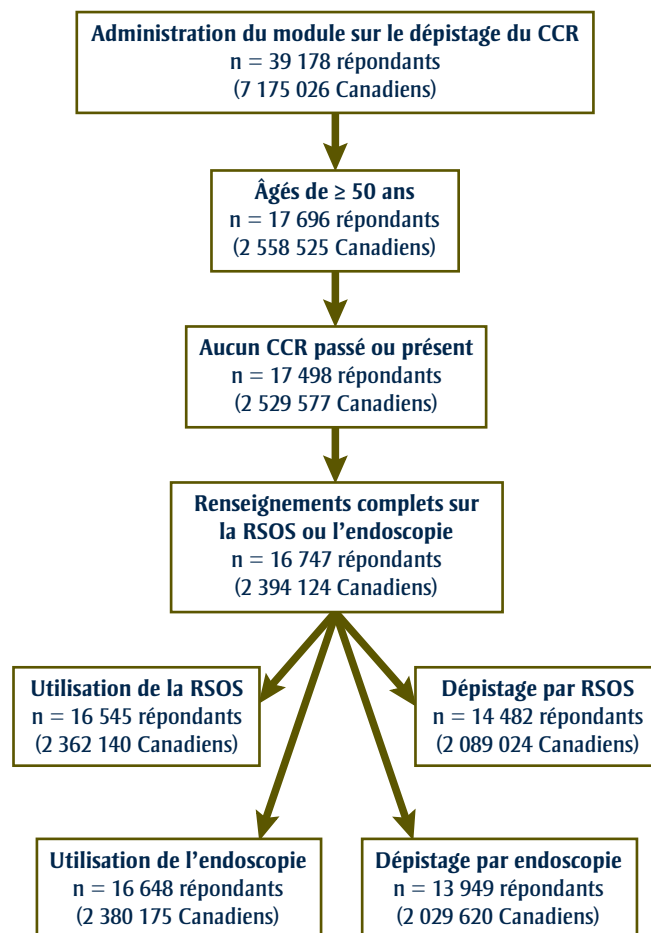 Administration du module sur le dépistage du CCR
n = 39 178 répondants
(7 175 026 Canadiens)
Âgés de ≥ 50 ans
n = 17 696 répondants
(2 558 525 Canadiens)
Aucun CCR passé ou présent
n = 17 498 répondants
(2 529 577 Canadiens)
Renseignements complets sur
la RSOS ou l'endoscopie
n = 16 747 répondants
(2 394 124 Canadiens)
Utilisation de la RSOS
n = 16 545 répondants
(2 362 140 Canadiens)
Dépistage par RSOS
n = 14 482 répondants
(2 089 024 Canadiens)
Utilisation de l'endoscopie
n = 16 648 répondants
(2 380 175 Canadiens)
Dépistage par endoscopie
n = 13 949 répondants
(2 029 620 Canadiens)